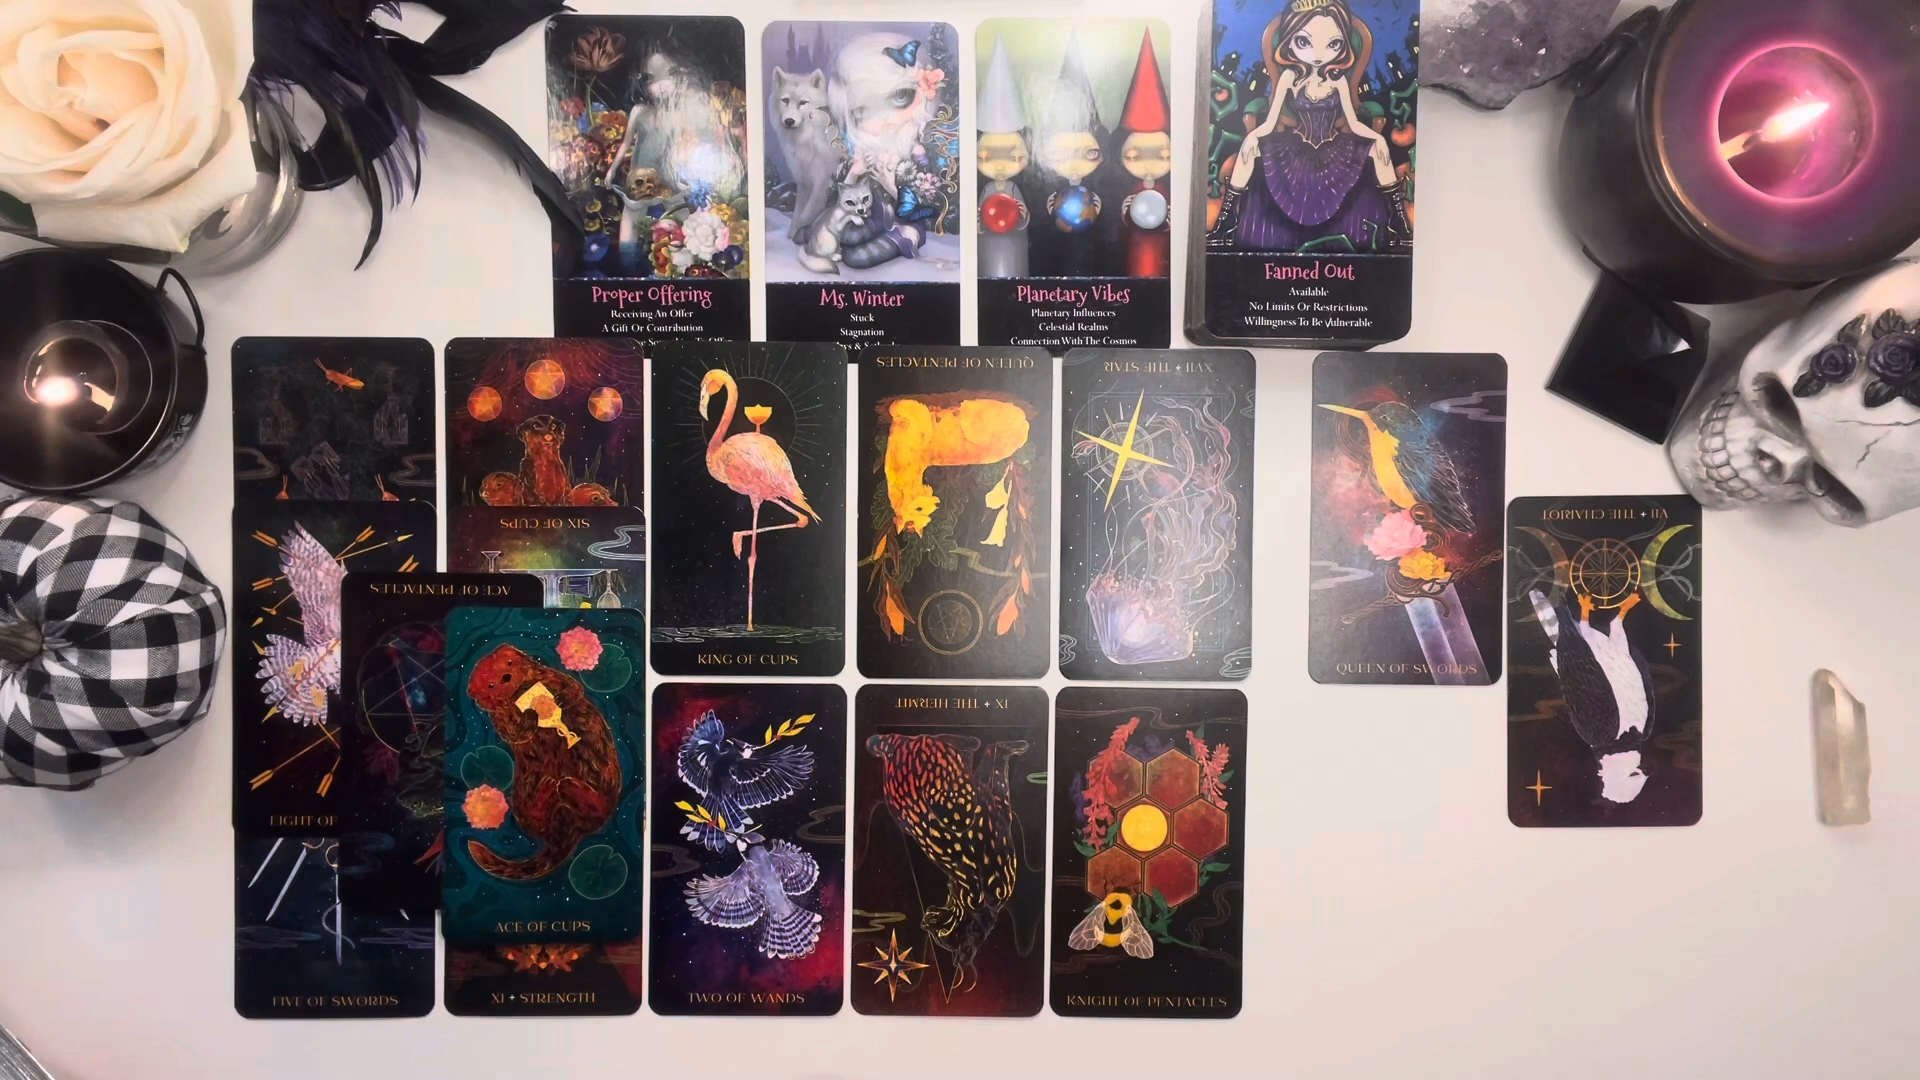 Proper Offering
Receiving An Offer
A Gift Or Contribution
Ms. Winter
Stuck
Stagnation
Planetary Vibes
Planetary Influences
Celestial Realms
Connection With The Cosmos
Fanned Out
Available
No Limits Or Restrictions
Willingness To Be Vulnerable
SIX OF CUPS
KING OF CUPS
QUEEN OF PENTACLES
XVII ✦ THE STAR
QUEEN OF SWORDS
VII ✦ THE CHARIOT
EIGHT OF
ACE OF PENTACLES
ACE OF CUPS
FIVE OF SWORDS
XI ✦ STRENGTH
TWO OF WANDS
IX ✦ THE HERMIT
KNIGHT OF PENTACLES